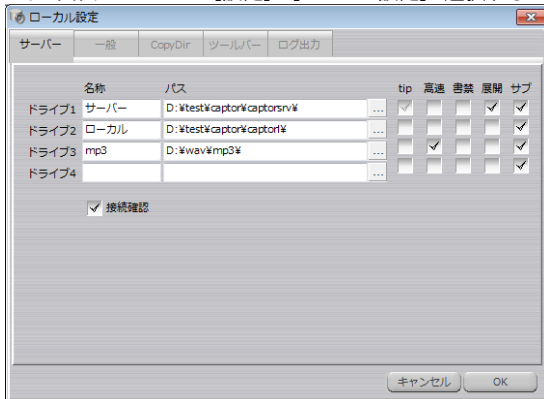 ローカル設定
サーバー 一般 CopyDir ツールバー ログ出力
名称 パス tip 高速 書禁 展開 サブ
ドライブ1 サーバー D:¥test¥captor¥captorsrv¥ ...
ドライブ2 ローカル D:¥test¥captor¥captorl¥ ...
ドライブ3 mp3 D:¥wav¥mp3¥ ...
ドライブ4 ...
接続確認
キャンセル OK